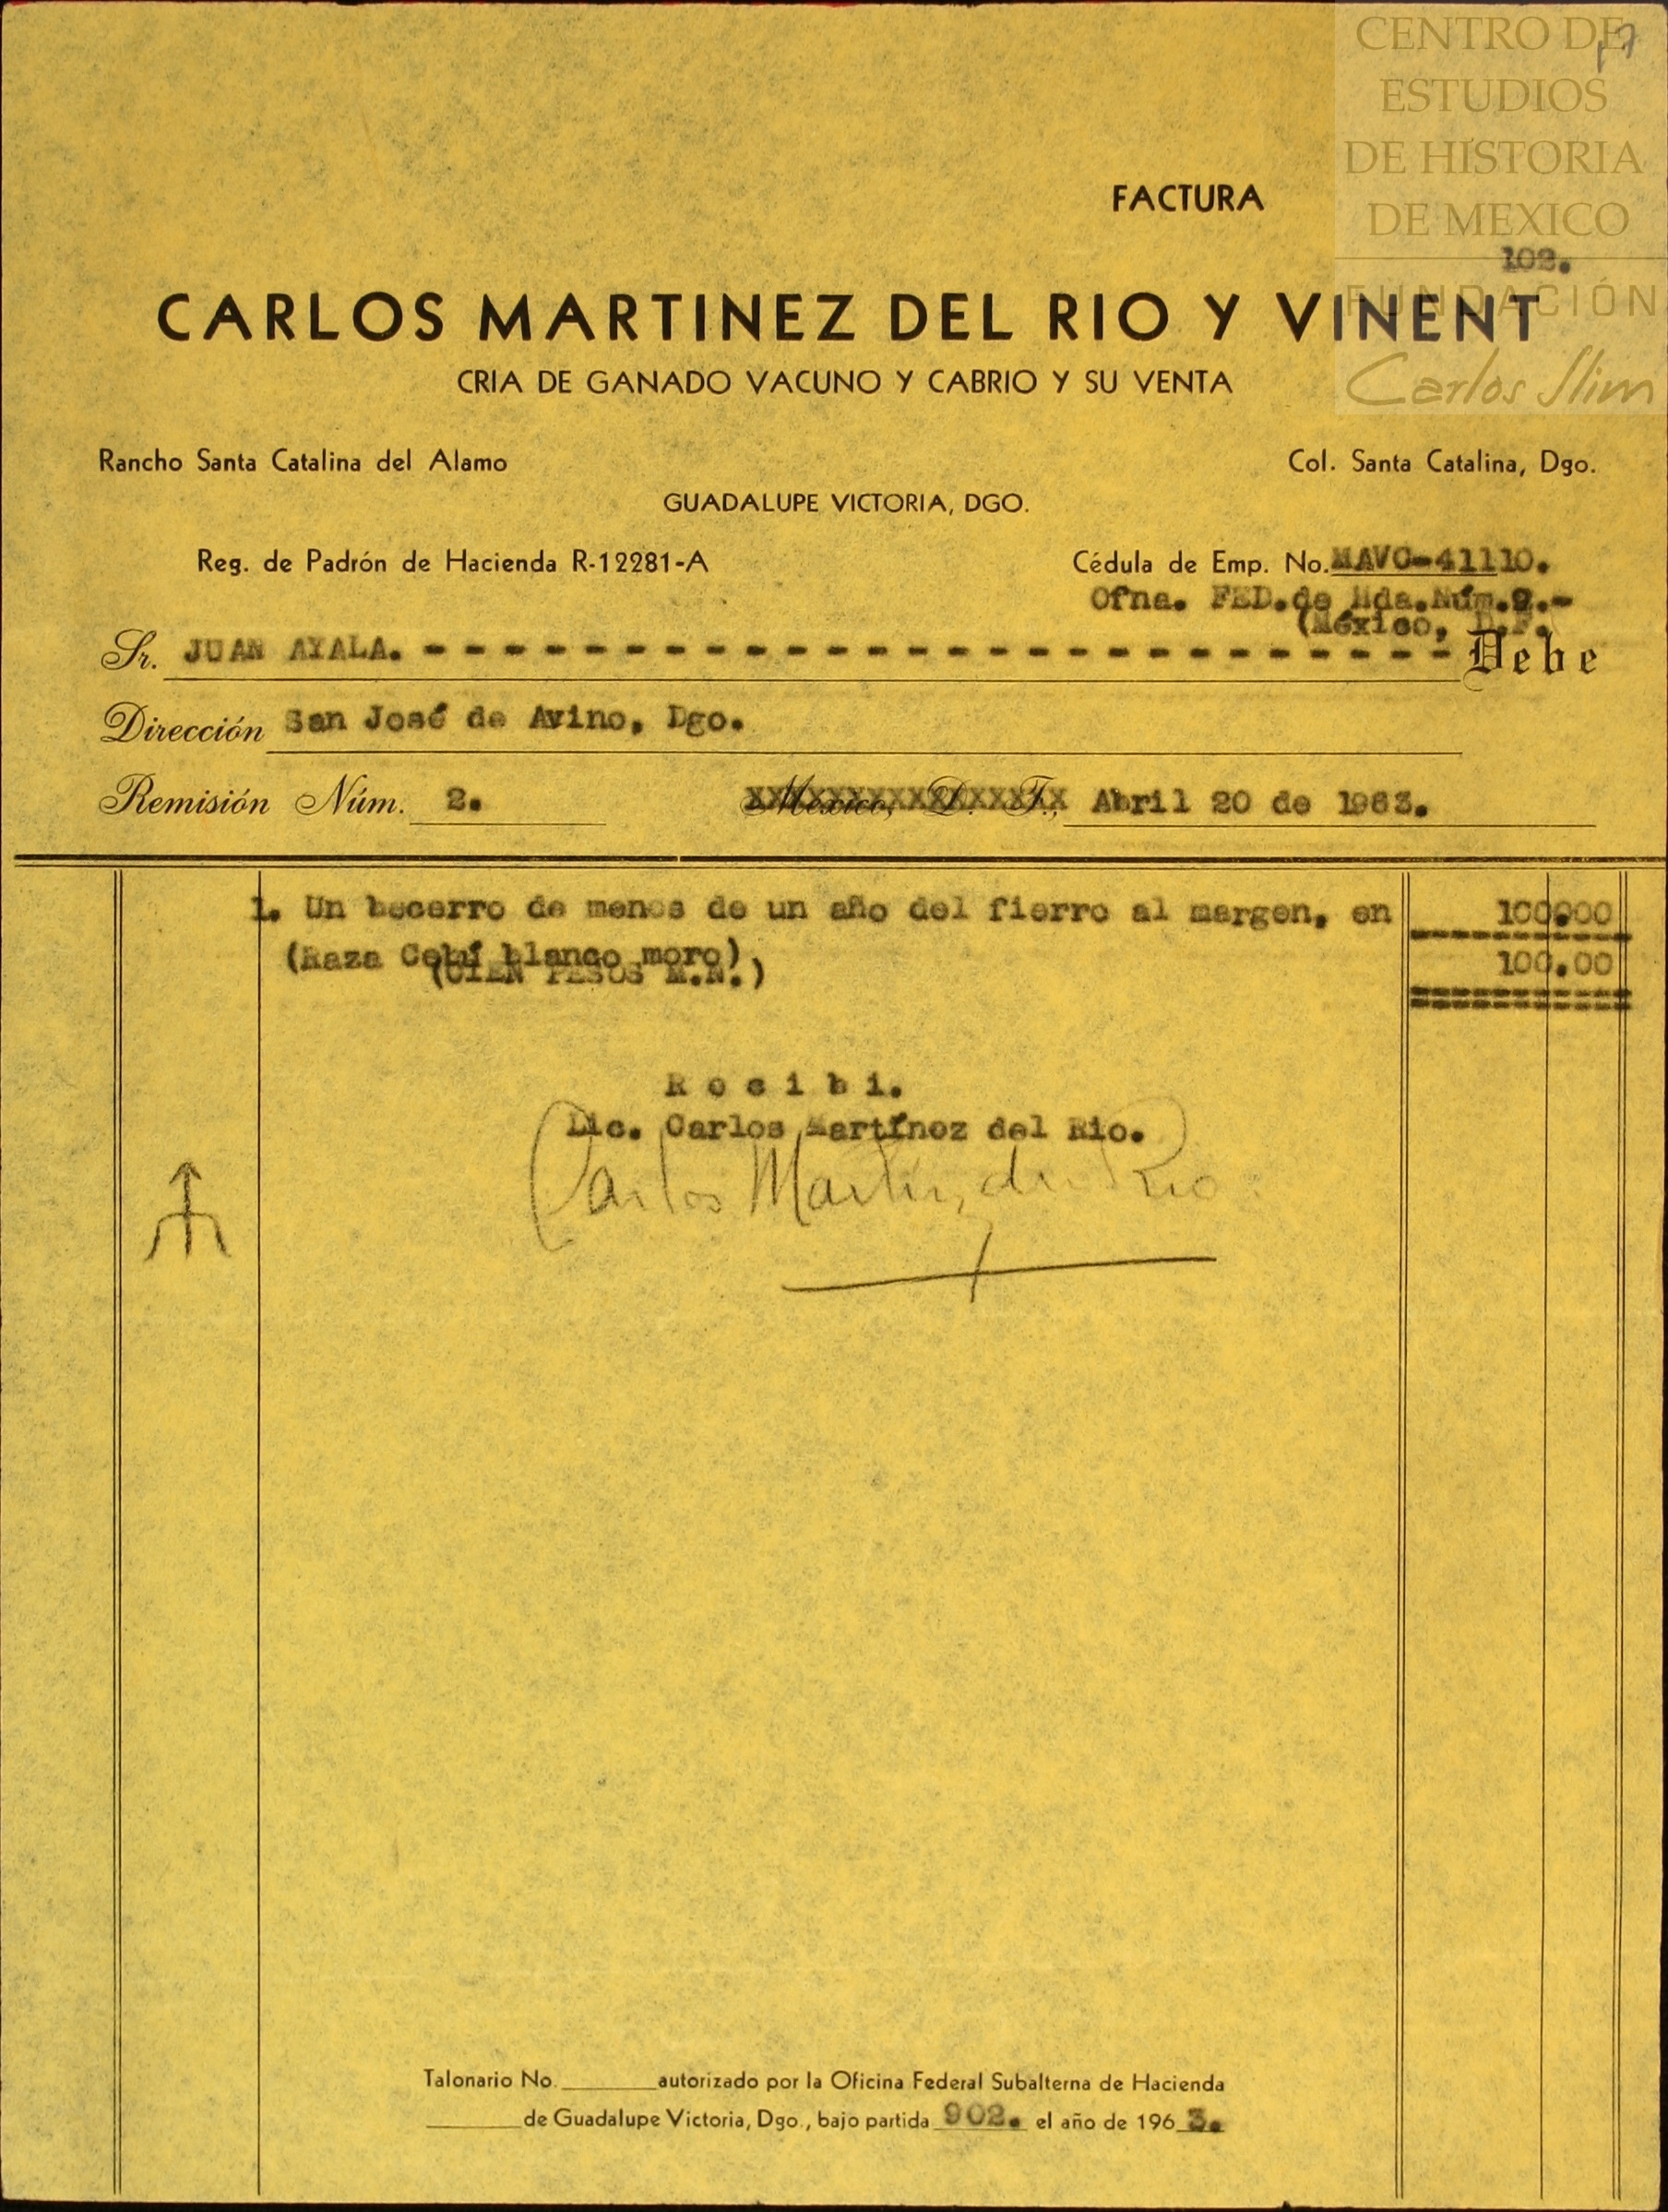 CENTRO DE
ESTUDIOS
DE HISTORIA
DE MEXICO
FUNDACIÓN
Carlos Slim
FACTURA
102.
CARLOS MARTINEZ DEL RIO Y VINENT
CRIA DE GANADO VACUNO Y CABRIO Y SU VENTA
Rancho Santa Catalina del Alamo Col. Santa Catalina, Dgo.
GUADALUPE VICTORIA, DGO.
Reg. de Padrón de Hacienda R-12281-A Cédula de Emp. No. MAVC-41110.
Ofna. FED.de Hda.Núm.9.-
(México, D.F.
Sr. JUAN AYALA. - - - - - - - - - - - - - - - - - - - - - - - - - - Debe
Dirección San José de Avino, Dgo.
Remisión Núm. 2. México, D. F., Abril 20 de 1963.
1. Un becerro de menos de un año del fierro al margen, en 100.00
(Raza Cebú blanco moro) 100.00
(CIEN PESOS M.N.)
R e c i b i.
Lic. Carlos Martínez del Rio.
Carlos Martínez del Rio
Talonario No. autorizado por la Oficina Federal Subalterna de Hacienda
de Guadalupe Victoria, Dgo., bajo partida 902. el año de 1963.